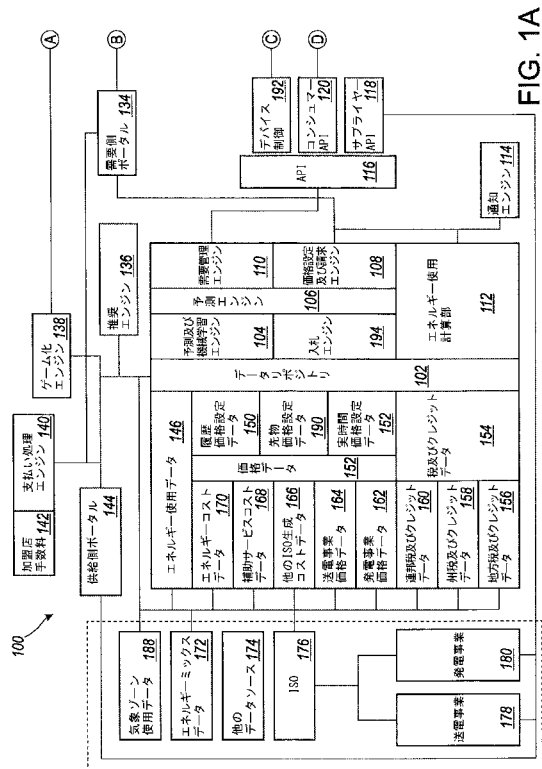 100
加盟店
手数料 142
支払い処理
エンジン 140
ゲーム化
エンジン 138
A
供給側ポータル 144
推奨
エンジン 136
需要側
ポータル 134
B
気象ゾーン
使用データ 188
エネルギーミックス
データ 172
他の
データソース 174
ISO
176
送電事業
178
発電事業
180
エネルギー使用データ 146
エネルギーコスト
データ 170
補助サービスコスト
データ 168
他のISO生成
コストデータ 166
送電事業
価格データ 164
発電事業
価格データ 162
連邦税及びクレジット
データ 160
州税及びクレジット
データ 158
地方税及びクレジット
データ 156
価格データ
152
履歴
価格設定
データ 150
先物
価格設定
データ 190
実時間
価格設定
データ 152
税及びクレジット
データ 154
データリポジトリ 102
予測及び
機械学習
エンジン 104
入札
エンジン 194
予測エンジン 106
需要管理
エンジン 110
価格設定
及び請求
エンジン 108
エネルギー使用
計算部 112
API
116
デバイス
制御 192
C
コンシュマー
API 120
D
サプライヤー
API 118
通知
エンジン 114
FIG. 1A